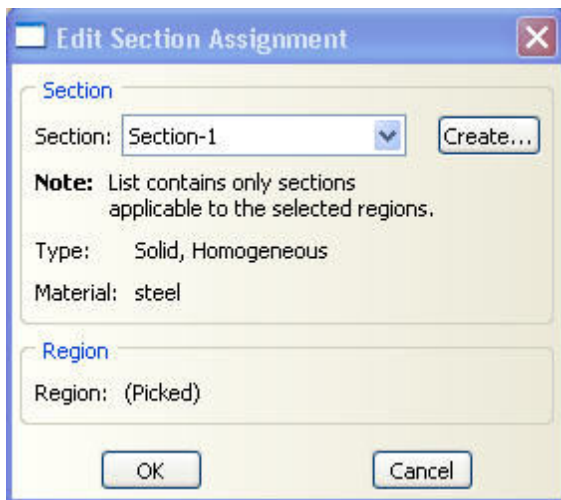 Edit Section Assignment
Section
Section: Section-1 Create...
Note: List contains only sections
applicable to the selected regions.
Type: Solid, Homogeneous
Material: steel
Region
Region: (Picked)
OK Cancel